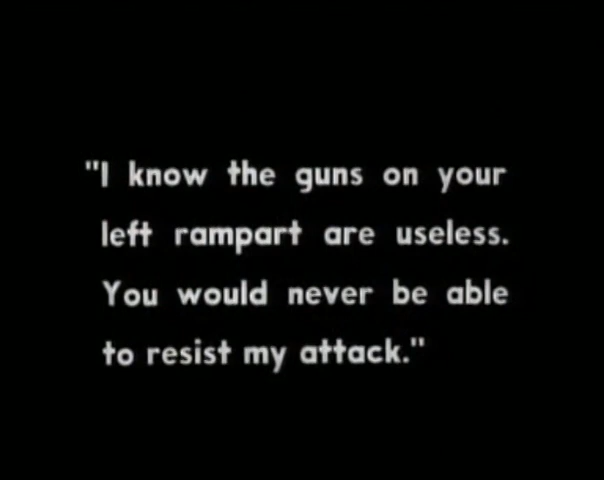 "I know the guns on your
left rampart are useless.
You would never be able
to resist my attack."